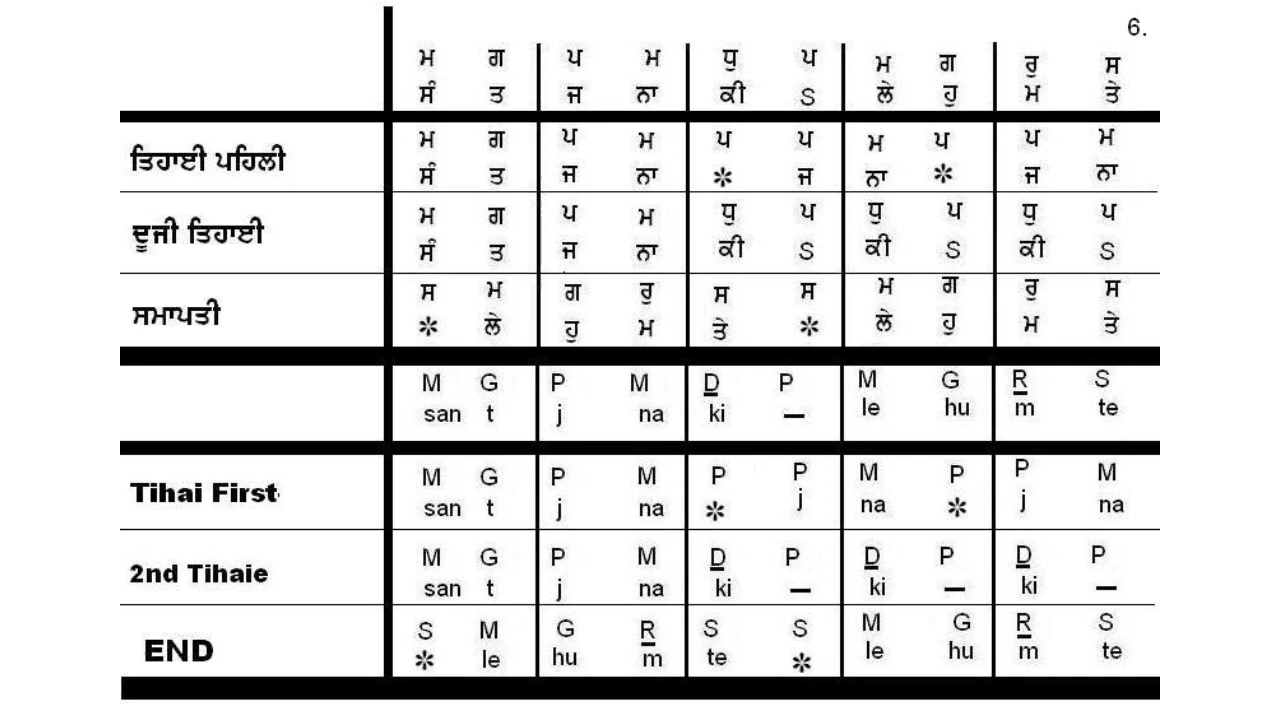 6.
ਮ ਗ ਪ ਮ ਧੁ ਪ ਮ ਗ ਰੁ ਸ
ਸੰ ਤ ਜ ਨਾ ਕੀ S ਲੇ ਹੁ ਮ ਤੇ
ਤਿਹਾਈ ਪਹਿਲੀ
ਮ ਗ ਪ ਮ ਪ ਪ ਮ ਪ ਪ ਮ
ਸੰ ਤ ਜ ਨਾ * ਜ ਨਾ * ਜ ਨਾ
ਦੂਜੀ ਤਿਹਾਈ
ਮ ਗ ਪ ਮ ਧੁ ਪ ਧੁ ਪ ਧੁ ਪ
ਸੰ ਤ ਜ ਨਾ ਕੀ S ਕੀ S ਕੀ S
ਸਮਾਪਤੀ
ਸ ਮ ਗ ਰੁ ਸ ਸ ਮ ਗ ਰੁ ਸ
* ਲੇ ਹੁ ਮ ਤੇ * ਲੇ ਹੁ ਮ ਤੇ
M G P M D P M G R S
san t j na ki — le hu m te
Tihai First
M G P M P P M P P M
san t j na * j na * j na
2nd Tihaie
M G P M D P D P D P
san t j na ki — ki — ki —
END
S M G R S S M G R S
* le hu m te * le hu m te